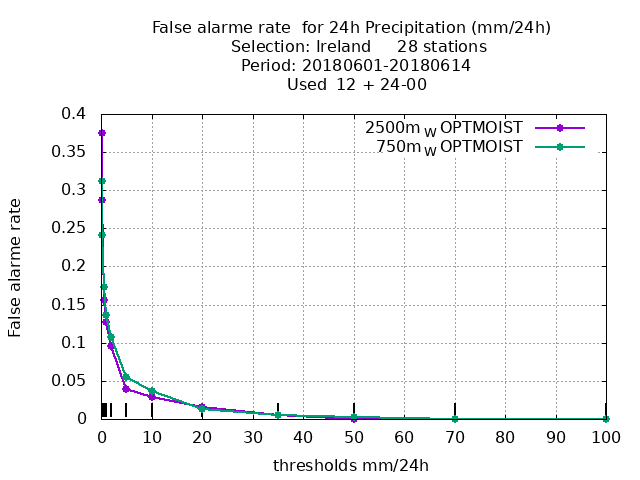 False alarme rate  for 24h Precipitation (mm/24h)
Selection: Ireland     28 stations
Period: 20180601-20180614
Used  12 + 24-00
2500m W OPTMOIST
750m W OPTMOIST
0.4
0.35
0.3
0.25
0.2
0.15
0.1
0.05
0
False alarme rate
0 10 20 30 40 50 60 70 80 90 100
thresholds mm/24h